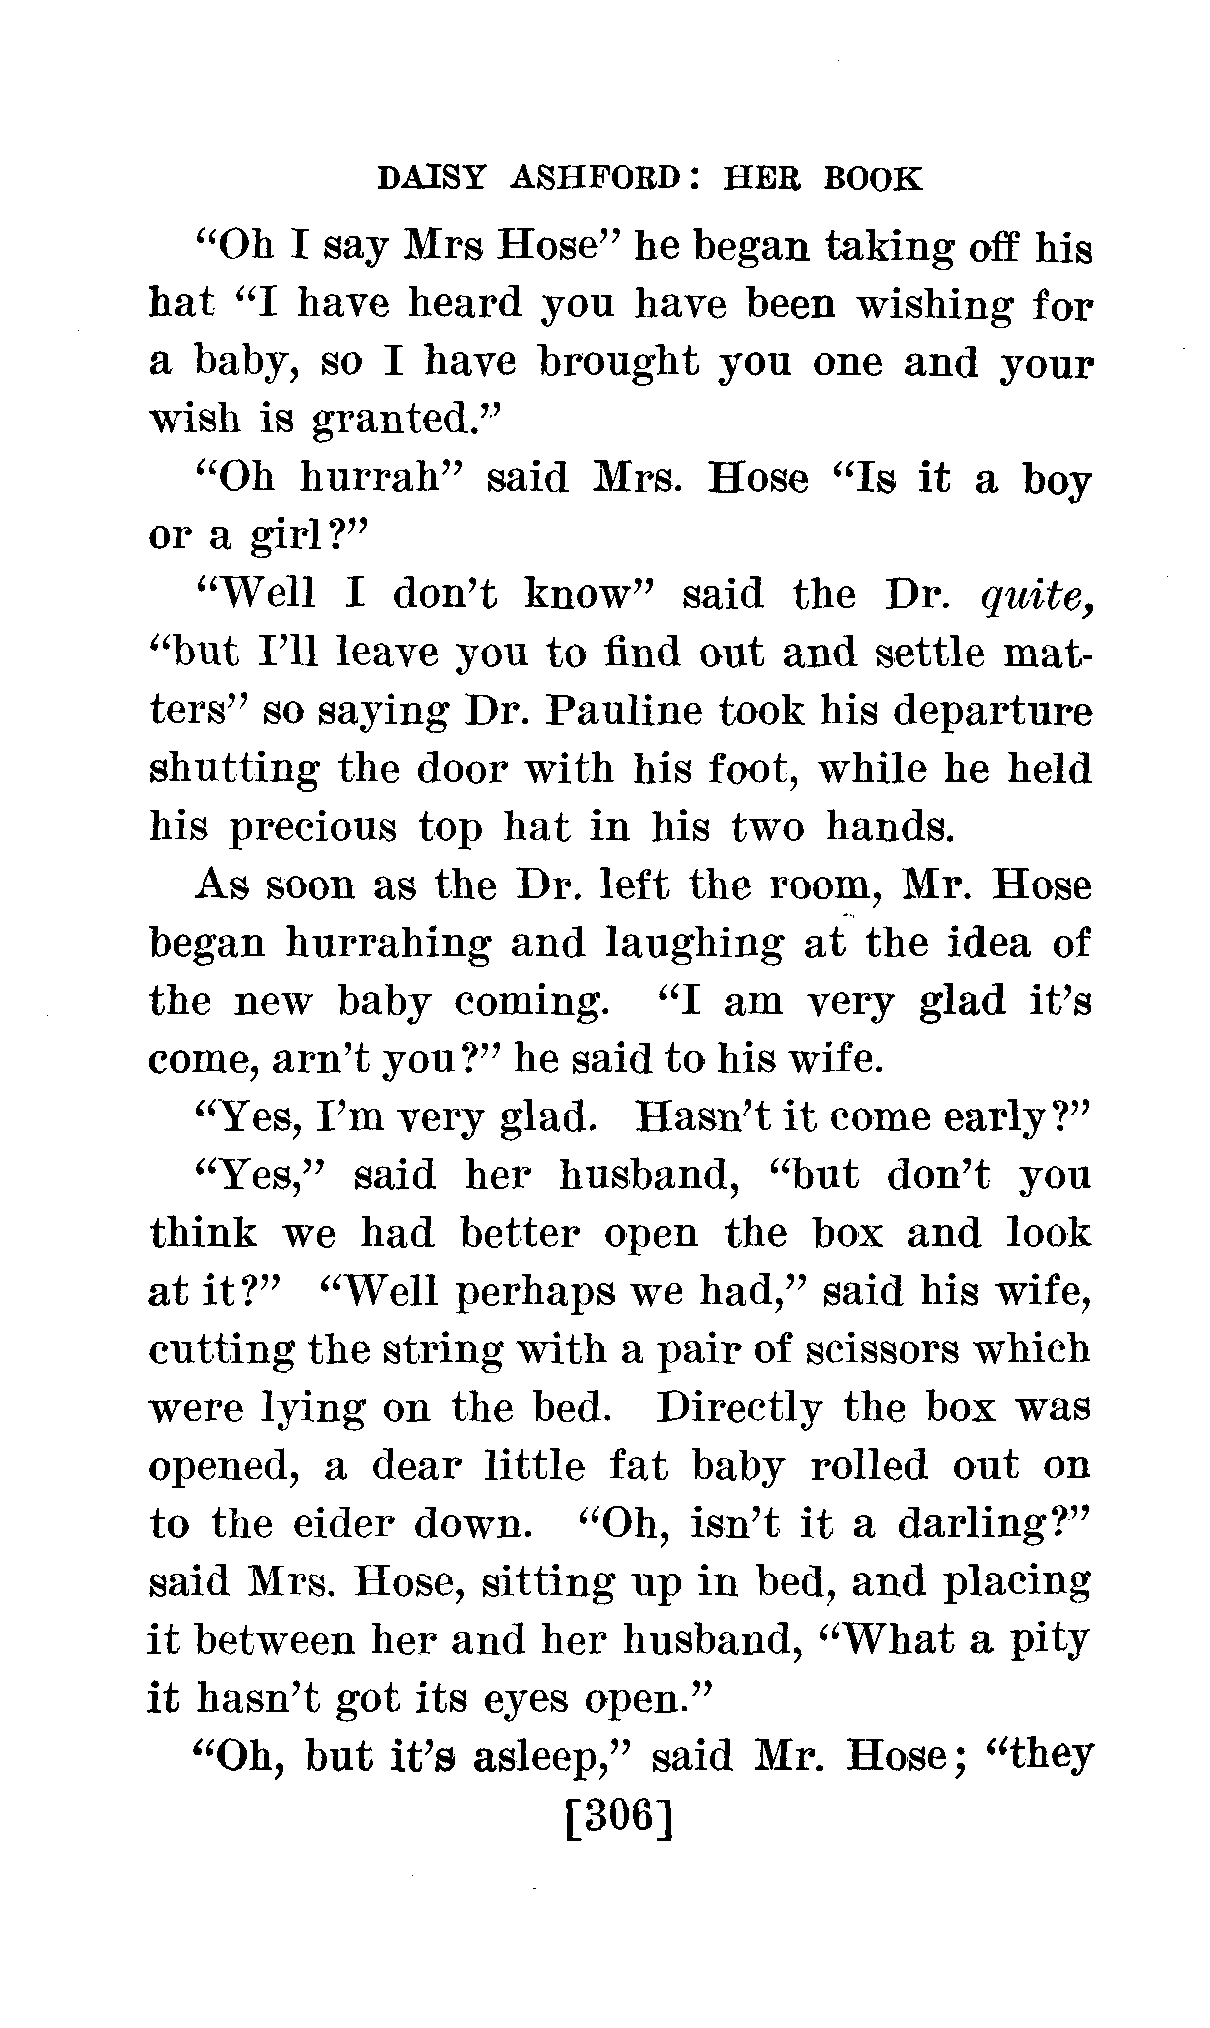 DAISY ASHFORD: HER BOOK
“Oh I say Mrs Hose” he began taking off his
hat “I have heard you have been wishing for
a baby, so I have brought you one and your
wish is granted.”
“Oh hurrah” said Mrs. Hose “Is it a boy
or a girl?”
“Well I don’t know” said the Dr. quite,
“but I’ll leave you to find out and settle mat-
ters” so saying Dr. Pauline took his departure
shutting the door with his foot, while he held
his precious top hat in his two hands.
As soon as the Dr. left the room, Mr. Hose
began hurrahing and laughing at the idea of
the new baby coming. “I am very glad it’s
come, arn’t you?” he said to his wife.
“Yes, I’m very glad. Hasn’t it come early?”
“Yes,” said her husband, “but don’t you
think we had better open the box and look
at it?” “Well perhaps we had,” said his wife,
cutting the string with a pair of scissors which
were lying on the bed. Directly the box was
opened, a dear little fat baby rolled out on
to the eider down. “Oh, isn’t it a darling?”
said Mrs. Hose, sitting up in bed, and placing
it between her and her husband, “What a pity
it hasn’t got its eyes open.”
“Oh, but it’s asleep,” said Mr. Hose; “they
[306]